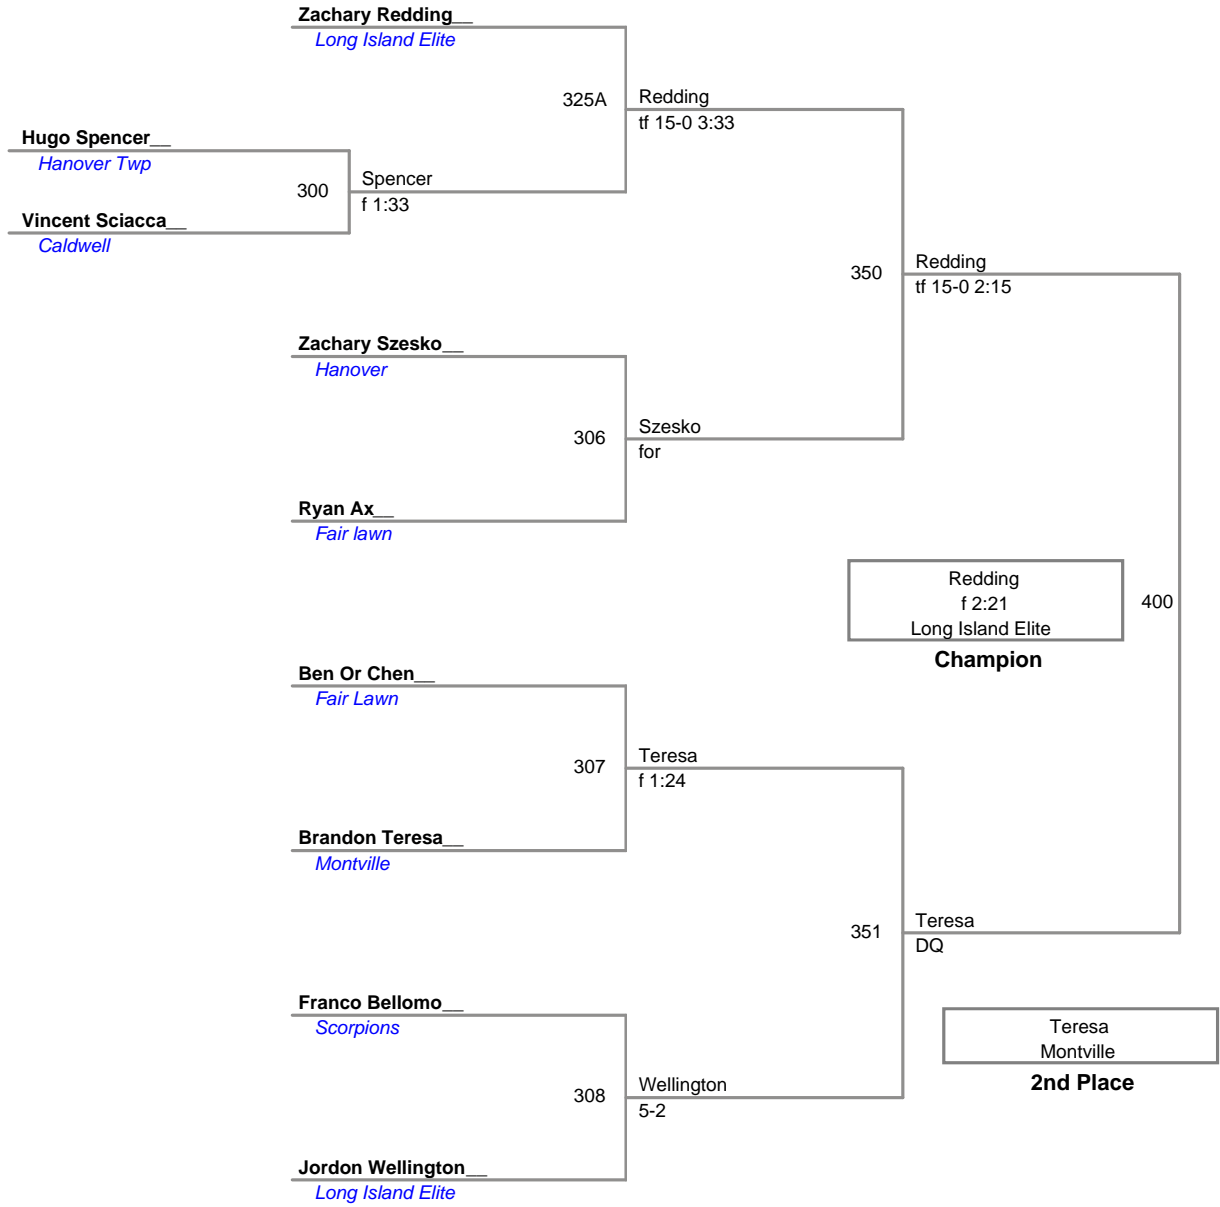 Zachary Redding__
Long Island Elite
325A
Redding
tf 15-0 3:33
Hugo Spencer__
Hanover Twp
300
Spencer
f 1:33
Vincent Sciacca__
Caldwell
350
Redding
tf 15-0 2:15
Zachary Szesko__
Hanover
306
Szesko
for
Ryan Ax__
Fair lawn
Redding
f 2:21
Long Island Elite
Champion
400
Ben Or Chen__
Fair Lawn
307
Teresa
f 1:24
Brandon Teresa__
Montville
351
Teresa
DQ
Franco Bellomo__
Scorpions
Teresa
Montville
2nd Place
308
Wellington
5-2
Jordon Wellington__
Long Island Elite